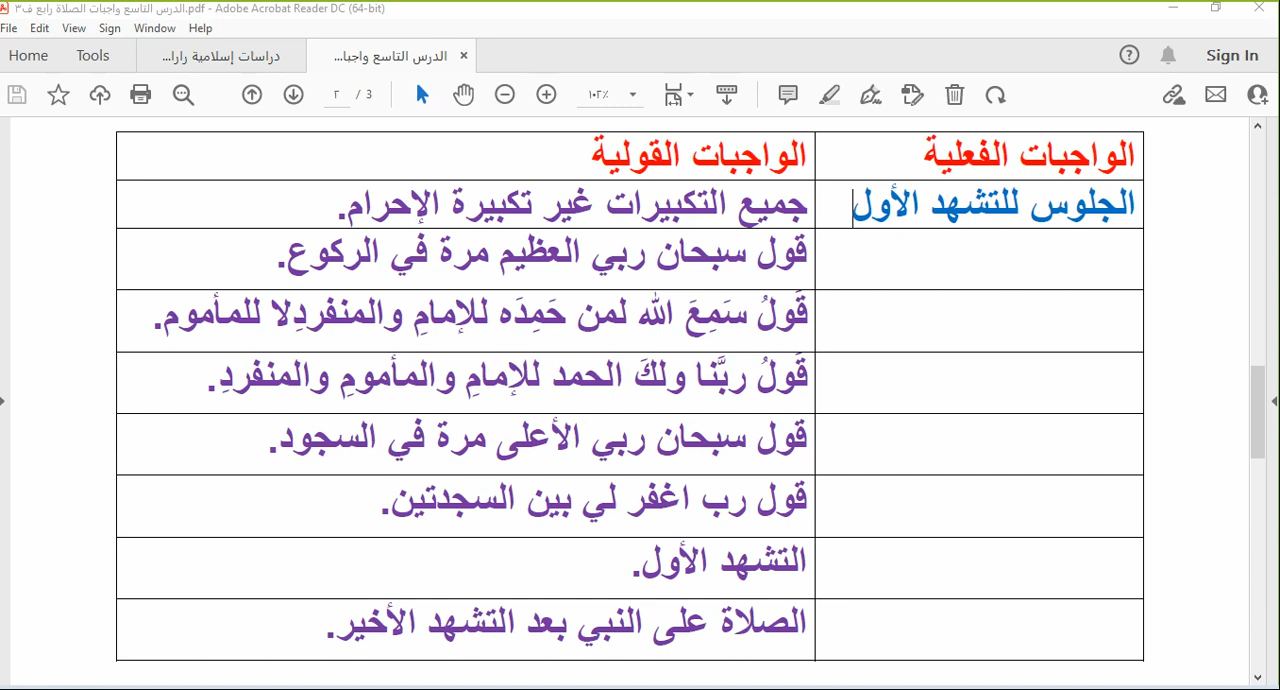 الدرس التاسع واجبات الصلاة رابع ف٣.pdf - Adobe Acrobat Reader DC (64-bit)
File Edit View Sign Window Help
Home Tools دراسات إسلامية رارا... الدرس التاسع واجبا... × Sign In
٢ / 3 ١٠٢٪
الواجبات الفعلية الواجبات القولية
الجلوس للتشهد الأول جميع التكبيرات غير تكبيرة الإحرام.
قول سبحان ربي العظيم مرة في الركوع.
قَولُ سَمِعَ الله لمن حَمِدَه للإمامِ والمنفردِلا للمأموم.
قَولُ ربَّنا ولكَ الحمد للإمامِ والمأمومِ والمنفردِ.
قول سبحان ربي الأعلى مرة في السجود.
قول رب اغفر لي بين السجدتين.
التشهد الأول.
الصلاة على النبي بعد التشهد الأخير.